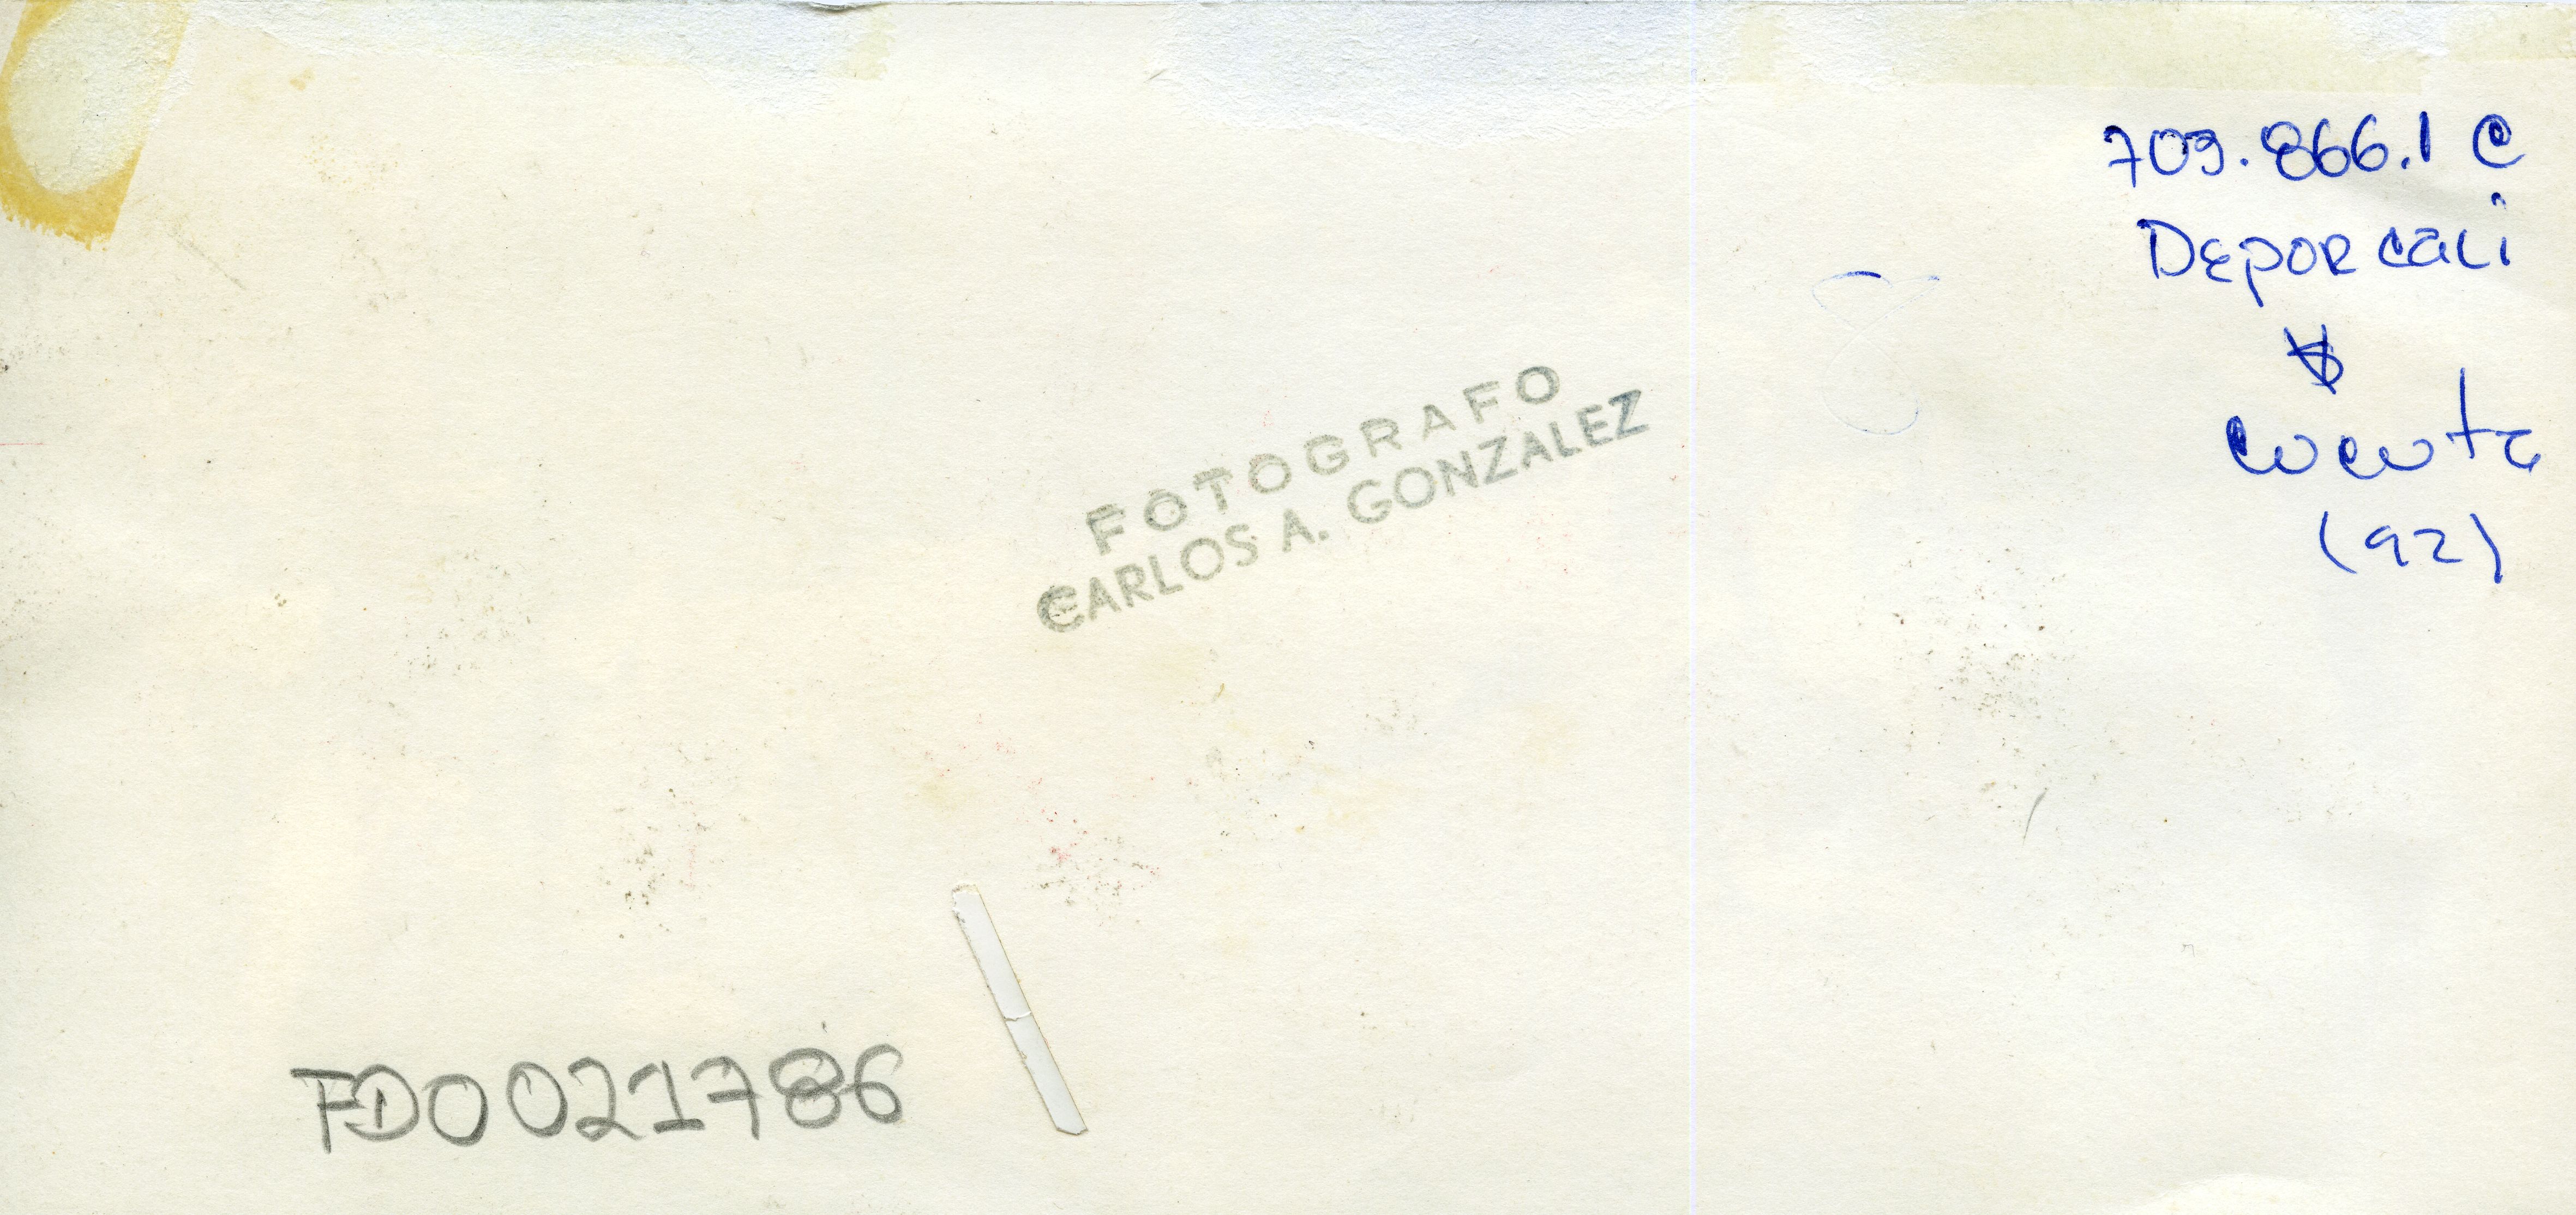 709.866.1 C
Deporcali
Vs
Cucuta
(92)
FOTOGRAFO
CARLOS A. GONZALEZ
FD0021786